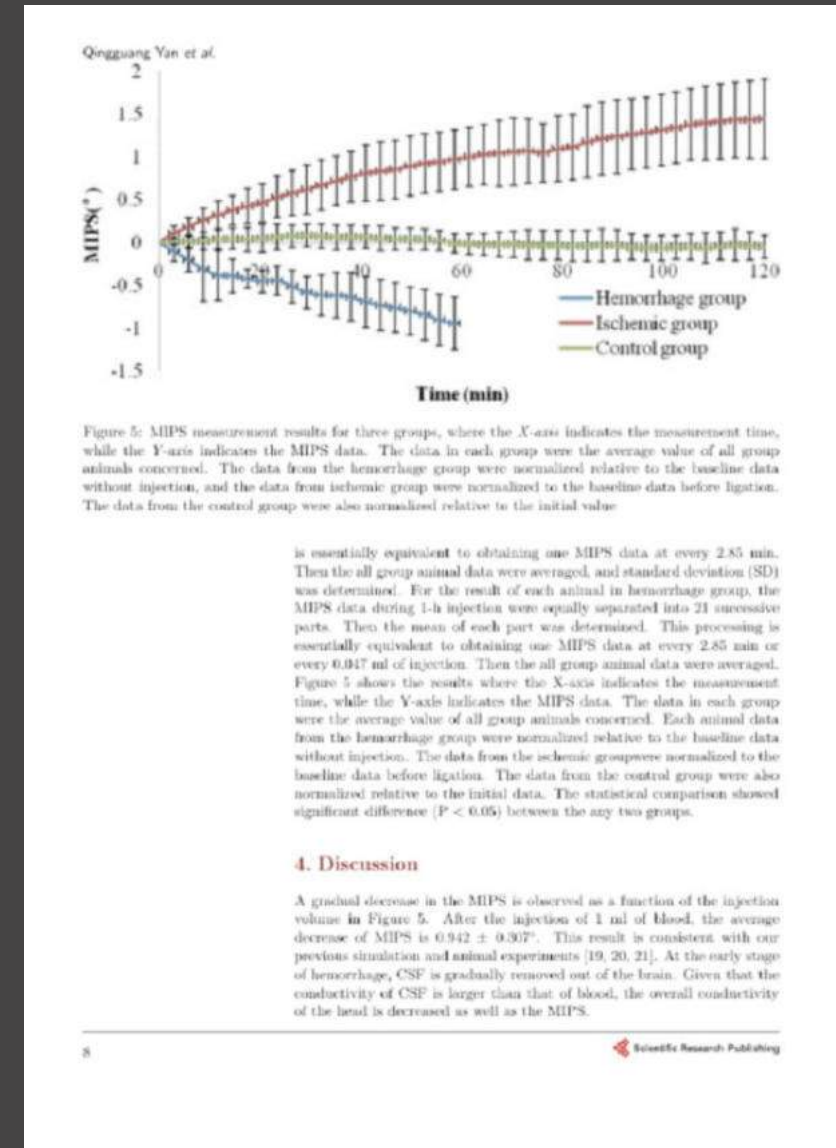 Qingguang Yan et al.
2
1.5
1
0.5
0
-0.5
-1
-1.5
MIPS(°)
0 20 40 60 80 100 120
Hemorrhage group
Ischemic group
Control group
Time (min)
Figure 5: MIPS measurement results for three groups, where the X-axis indicates the measurement time,
while the Y-axis indicates the MIPS data. The data in each group were the average value of all group
animals concerned. The data from the hemorrhage group were normalized relative to the baseline data
without injection, and the data from ischemic group were normalized to the baseline data before ligation.
The data from the control group were also normalized relative to the initial value
is essentially equivalent to obtaining one MIPS data at every 2.85 min.
Then the all group animal data were averaged, and standard deviation (SD)
was determined. For the result of each animal in hemorrhage group, the
MIPS data during 1-h injection were equally separated into 21 successive
parts. Then the mean of each part was determined. This processing is
essentially equivalent to obtaining one MIPS data at every 2.85 min or
every 0.047 ml of injection. Then the all group animal data were averaged.
Figure 5 shows the results where the X-axis indicates the measurement
time, while the Y-axis indicates the MIPS data. The data in each group
were the average value of all group animals concerned. Each animal data
from the hemorrhage group were normalized relative to the baseline data
without injection. The data from the ischemic groupwere normalized to the
baseline data before ligation. The data from the control group were also
normalized relative to the initial data. The statistical comparison showed
significant difference (P < 0.05) between the any two groups.
4. Discussion
A gradual decrease in the MIPS is observed as a function of the injection
volume in Figure 5. After the injection of 1 ml of blood, the average
decrease of MIPS is 0.942 ± 0.307°. This result is consistent with our
previous simulation and animal experiments [19, 20, 21]. At the early stage
of hemorrhage, CSF is gradually removed out of the brain. Given that the
conductivity of CSF is larger than that of blood, the overall conductivity
of the head is decreased as well as the MIPS.
8
Scientific Research Publishing